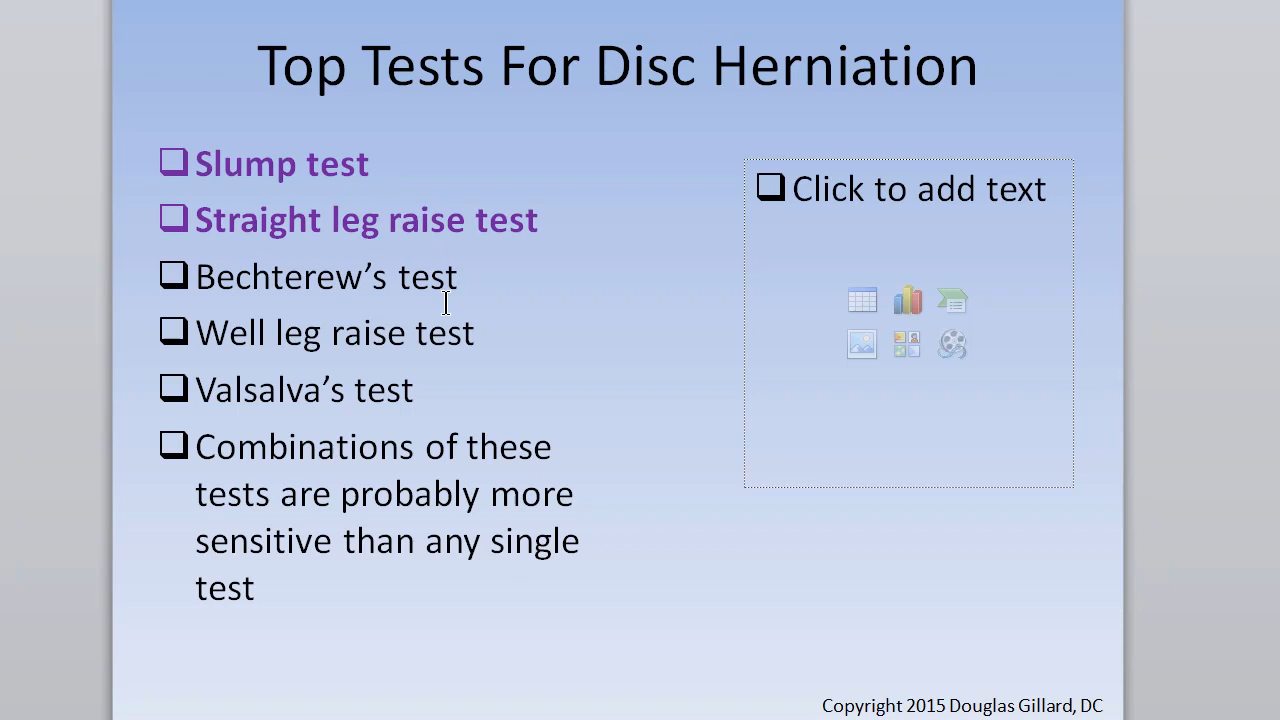 Top Tests For Disc Herniation
Slump test
Straight leg raise test
Bechterew’s test
Well leg raise test
Valsalva’s test
Combinations of these
tests are probably more
sensitive than any single
test
Click to add text
Copyright 2015 Douglas Gillard, DC